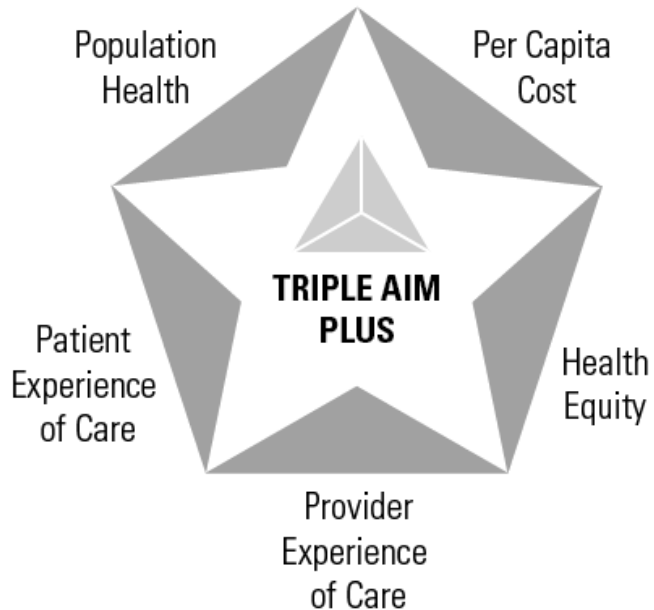 Population
Health
Per Capita
Cost
TRIPLE AIM
PLUS
Patient
Experience
of Care
Health
Equity
Provider
Experience
of Care